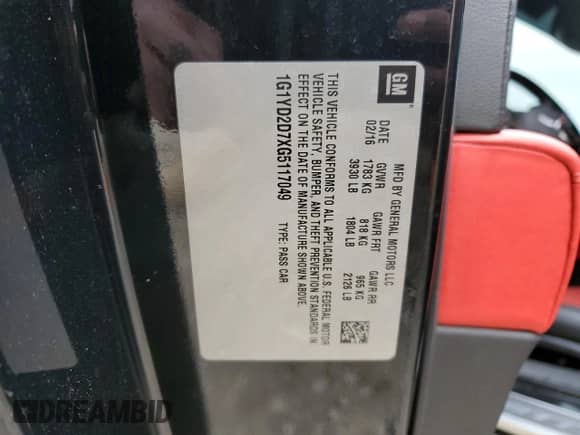 GM
MFD BY GENERAL MOTORS LLC
DATE GVWR GAWR FRT GAWR RR
02/16 1783 KG 818 KG 965 KG
3930 LB 1804 LB 2126 LB
THIS VEHICLE CONFORMS TO ALL APPLICABLE U.S. FEDERAL MOTOR
VEHICLE SAFETY, BUMPER, AND THEFT PREVENTION STANDARDS IN
EFFECT ON THE DATE OF MANUFACTURE SHOWN ABOVE.
1G1YD2D7XG5117049 TYPE: PASS CAR
DREAMBID